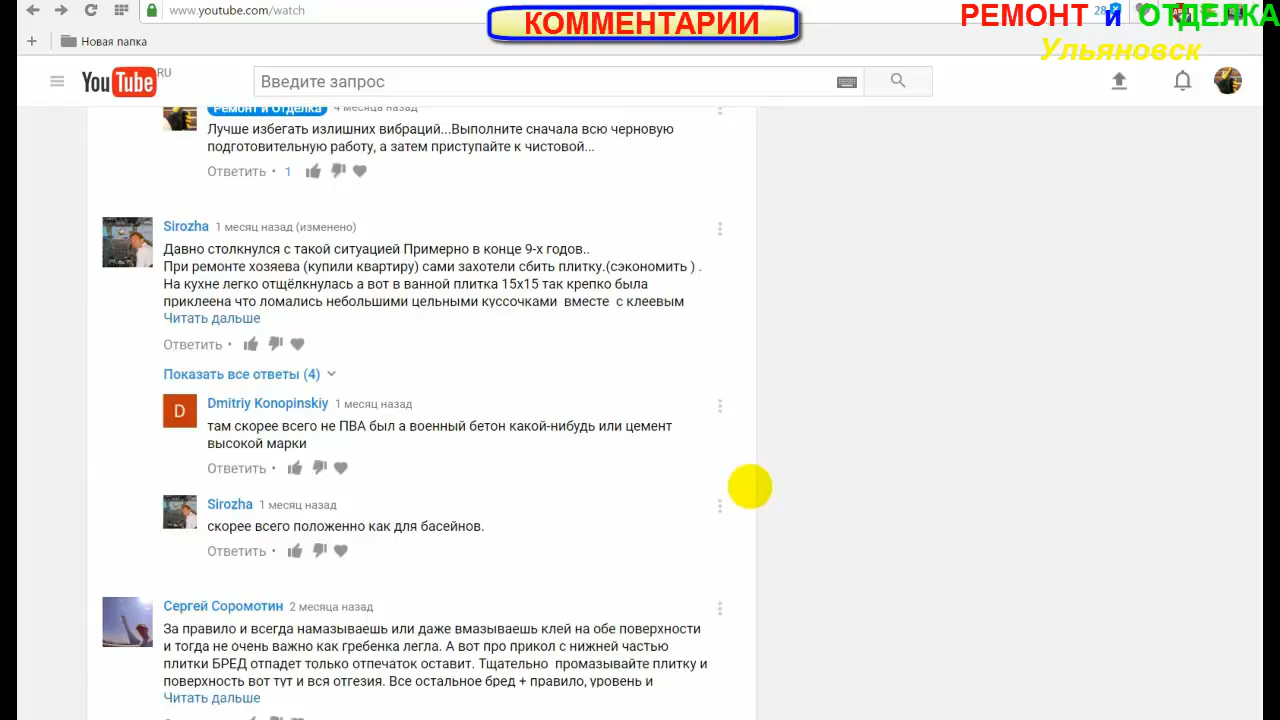 www.youtube.com/watch
КОММЕНТАРИИ
28
РЕМОНТ и ОТДЕЛКА
Ульяновск
Новая папка
YouTube RU
Введите запрос
Ремонт и Отделка 4 месяца назад
Лучше избегать излишних вибраций...Выполните сначала всю черновую
подготовительную работу, а затем приступайте к чистовой...
Ответить • 1
Sirozha 1 месяц назад (изменено)
Давно столкнулся с такой ситуацией Примерно в конце 9-х годов..
При ремонте хозяева (купили квартиру) сами захотели сбить плитку.(сэкономить ) .
На кухне легко отщёлкнулась а вот в ванной плитка 15х15 так крепко была
приклеена что ломались небольшими цельными куссочками вместе с клеевым
Читать дальше
Ответить •
Показать все ответы (4)
D
Dmitriy Konopinskiy 1 месяц назад
там скорее всего не ПВА был а военный бетон какой-нибудь или цемент
высокой марки
Ответить •
Sirozha 1 месяц назад
скорее всего положенно как для басейнов.
Ответить •
Сергей Соромотин 2 месяца назад
За правило и всегда намазываешь или даже вмазываешь клей на обе поверхности
и тогда не очень важно как гребенка легла. А вот про прикол с нижней частью
плитки БРЕД отпадет только отпечаток оставит. Тщательно промазывайте плитку и
поверхность вот тут и вся отгезия. Все остальное бред + правило, уровень и
Читать дальше